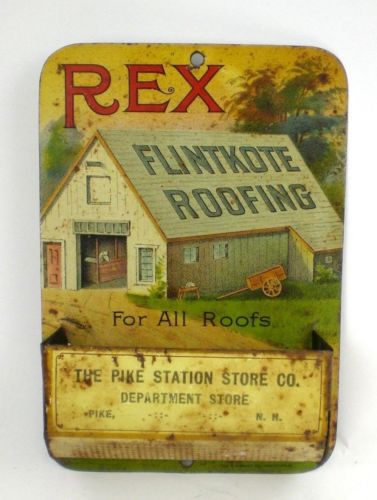 REX
FLINTKOTE
ROOFING
For All Roofs
THE PIKE STATION STORE CO.
DEPARTMENT STORE
PIKE, -::- -::- N. H.